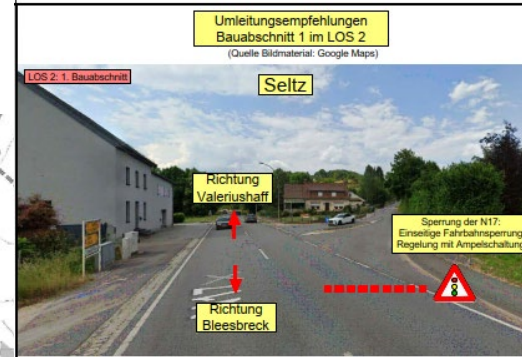 Umleitungsempfehlungen
Bauabschnitt 1 im LOS 2
(Quelle Bildmaterial: Google Maps)
LOS 2: 1. Bauabschnitt
Seltz
Richtung
Valeriushaff
Sperrung der N17:
Einseitige Fahrbahnsperrung
Regelung mit Ampelschaltung
Richtung
Bleesbreck